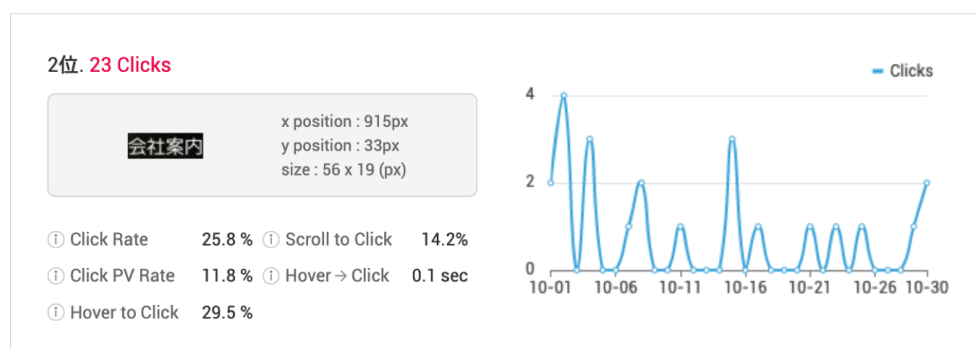 2位. 23 Clicks
会社案内
x position : 915px
y position : 33px
size : 56 x 19 (px)
Click Rate 25.8 % Scroll to Click 14.2%
Click PV Rate 11.8 % Hover → Click 0.1 sec
Hover to Click 29.5 %
Clicks
4
2
0
10-01 10-06 10-11 10-16 10-21 10-26 10-30